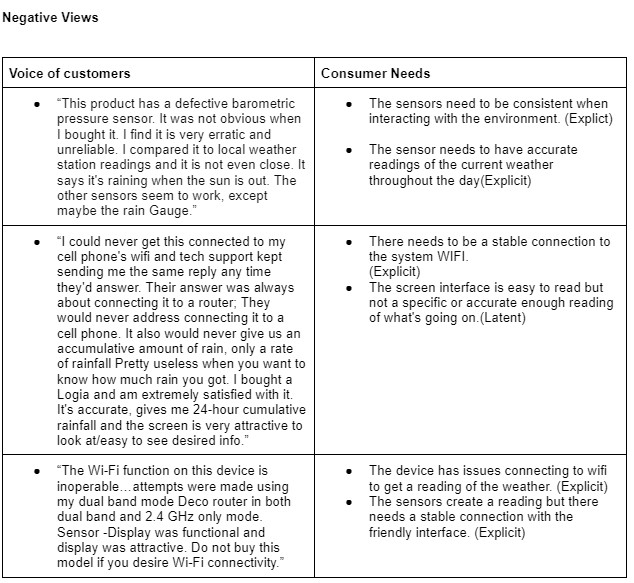 Negative Views
Voice of customers
Consumer Needs
● “This product has a defective barometric
pressure sensor. It was not obvious when
I bought it. I find it is very erratic and
unreliable. I compared it to local weather
station readings and it is not even close. It
says it's raining when the sun is out. The
other sensors seem to work, except
maybe the rain Gauge.”
● The sensors need to be consistent when
interacting with the environment. (Explict)
● The sensor needs to have accurate
readings of the current weather
throughout the day(Explicit)
● “I could never get this connected to my
cell phone's wifi and tech support kept
sending me the same reply any time
they'd answer. Their answer was always
about connecting it to a router; They
would never address connecting it to a
cell phone. It also would never give us an
accumulative amount of rain, only a rate
of rainfall Pretty useless when you want to
know how much rain you got. I bought a
Logia and am extremely satisfied with it.
It's accurate, gives me 24-hour cumulative
rainfall and the screen is very attractive to
look at/easy to see desired info.”
● There needs to be a stable connection to
the system WIFI.
(Explicit)
● The screen interface is easy to read but
not a specific or accurate enough reading
of what's going on.(Latent)
● “The Wi-Fi function on this device is
inoperable…attempts were made using
my dual band mode Deco router in both
dual band and 2.4 GHz only mode.
Sensor -Display was functional and
display was attractive. Do not buy this
model if you desire Wi-Fi connectivity.”
● The device has issues connecting to wifi
to get a reading of the weather. (Explicit)
● The sensors create a reading but there
needs a stable connection with the
friendly interface. (Explicit)